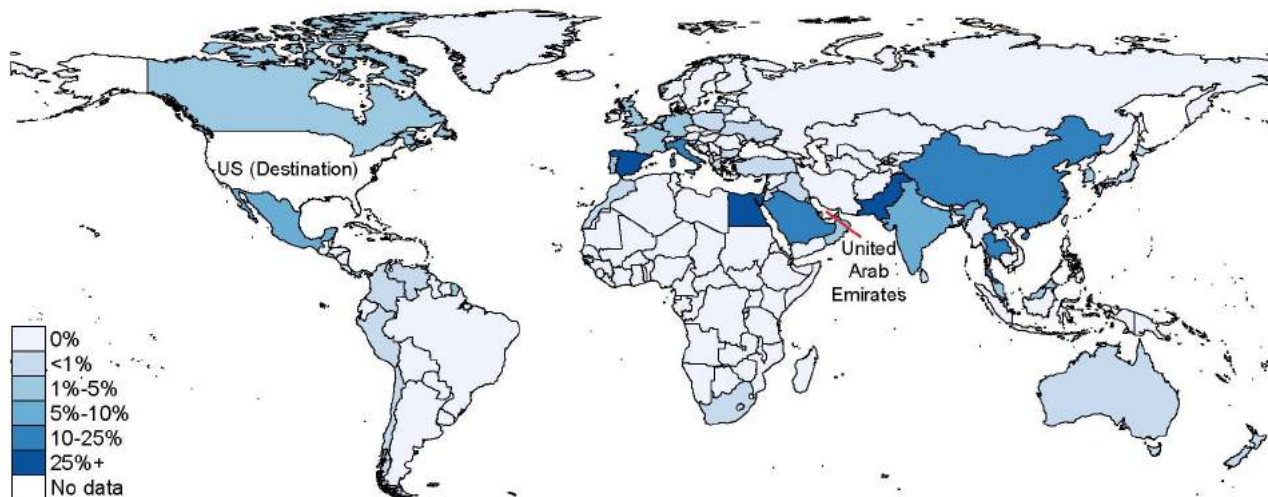 US (Destination)
United
Arab
Emirates
0%
<1%
1%-5%
5%-10%
10-25%
25%+
No data